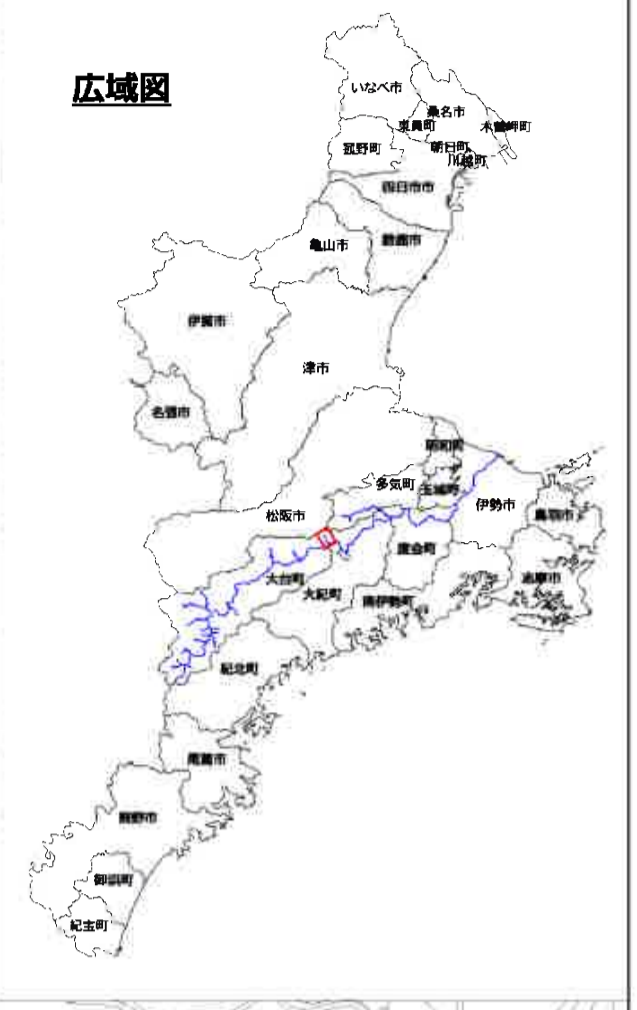 広域図
いなべ市
桑名市
東員町
木曽岬町
菰野町
朝日町
川越町
四日市市
亀山市
鈴鹿市
伊賀市
津市
名張市
明和町
多気町
玉城町
松阪市
伊勢市
鳥羽市
度会町
大台町
志摩市
大紀町
南伊勢町
紀北町
尾鷲市
熊野市
御浜町
紀宝町